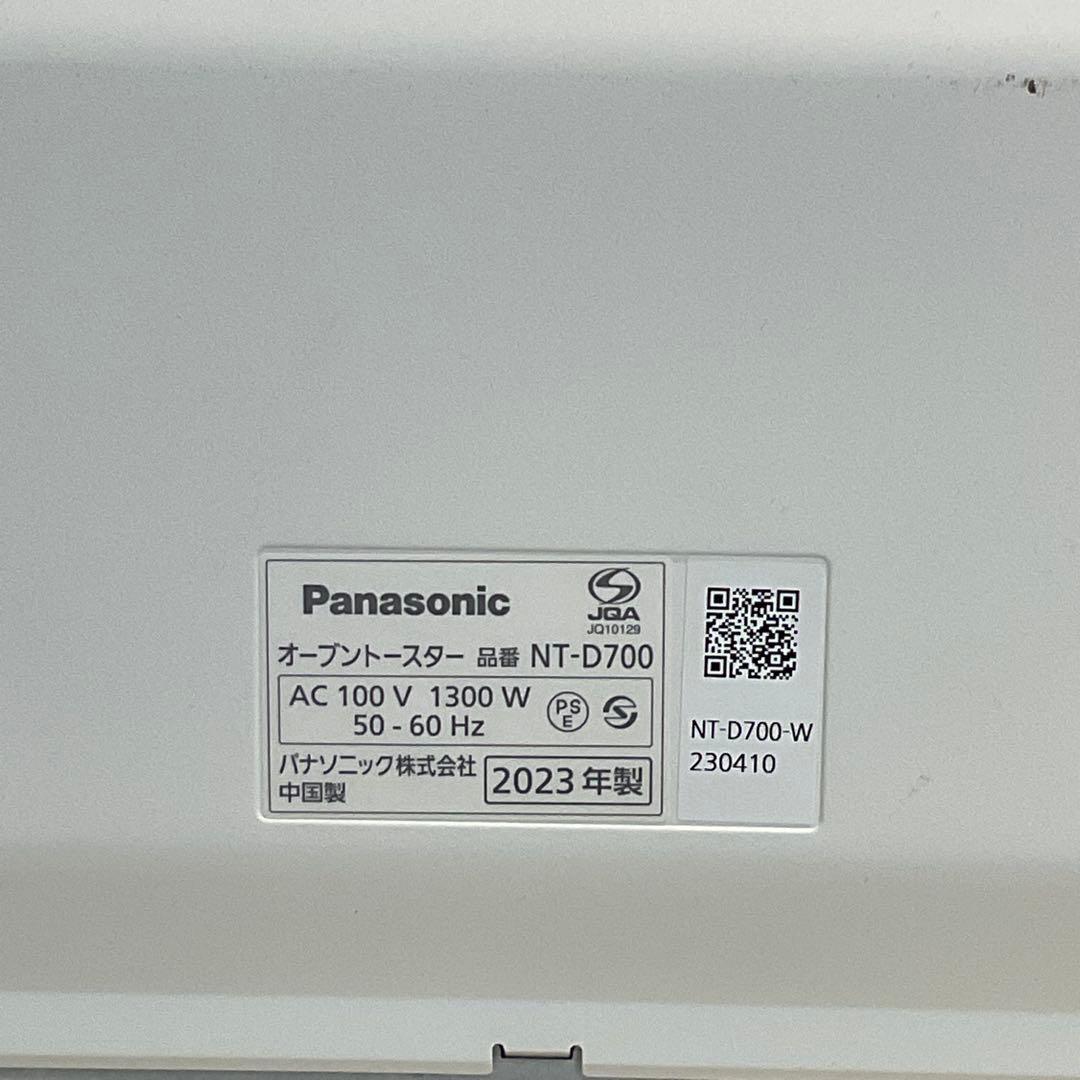 Panasonic
JQA
JQ10129
オーブントースター 品番 NT-D700
AC 100 V 1300 W
50 - 60 Hz
PS
E
パナソニック株式会社
中国製
2023 年製
NT-D700-W
230410